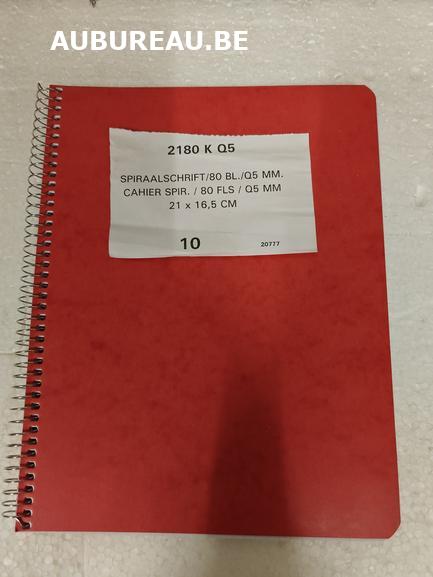 AUBUREAU.BE
2180 K Q5
SPIRAALSCHRIFT/80 BL./Q5 MM.
CAHIER SPIR. / 80 FLS / Q5 MM
21 x 16,5 CM
10 20777